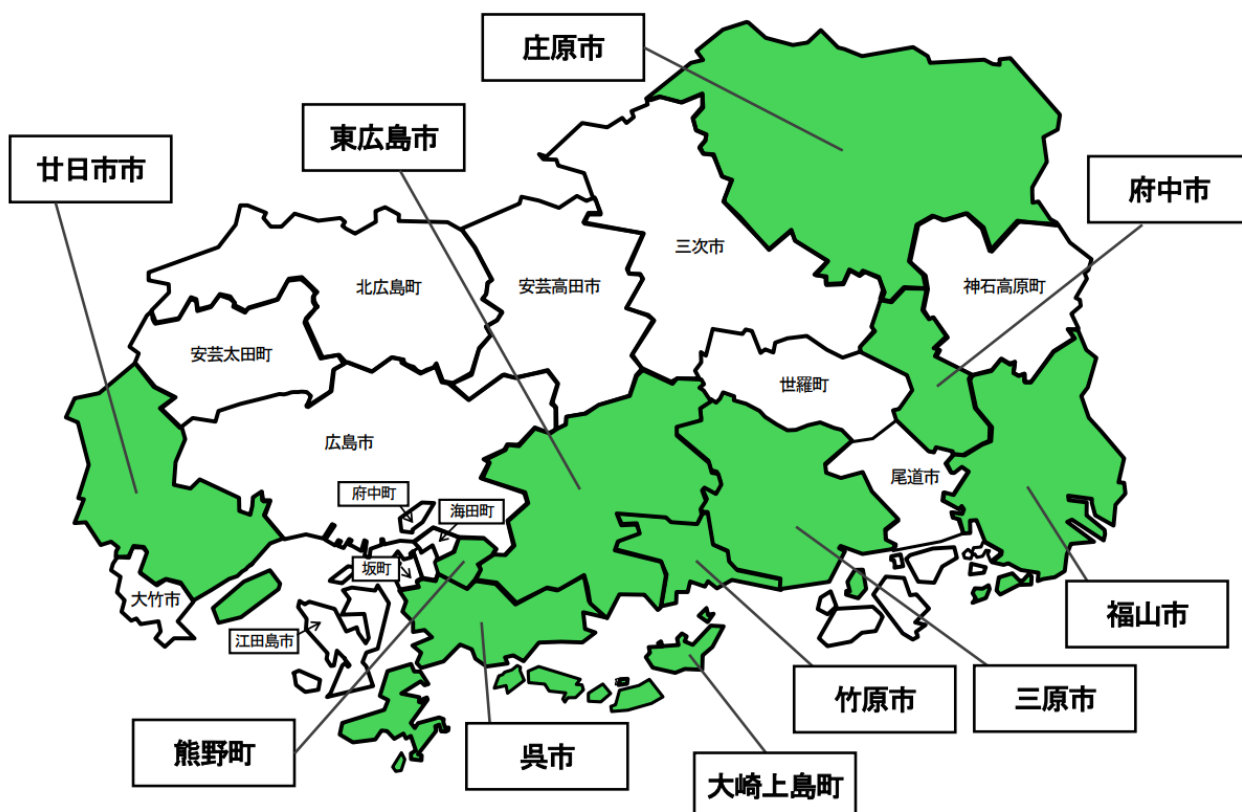 庄原市
東広島市
廿日市市
府中市
三次市
神石高原町
北広島町
安芸高田市
安芸太田町
世羅町
広島市
尾道市
府中町
海田町
坂町
大竹市
江田島市
福山市
竹原市
三原市
熊野町
呉市
大崎上島町